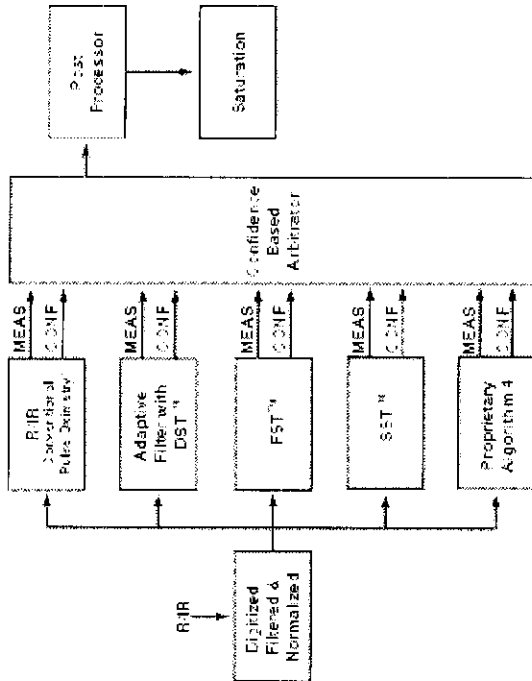 R/IR
Digitized
Filtered &
Normalized
R/IR
Conventional
Pulse Oximetry
MEAS
CONF
Adaptive
Filter with
DST™
MEAS
CONF
FST™
MEAS
CONF
SST™
MEAS
CONF
Proprietary
Algorithm 4
MEAS
CONF
Confidence
Based
Arbitrator
Post
Processor
Saturation